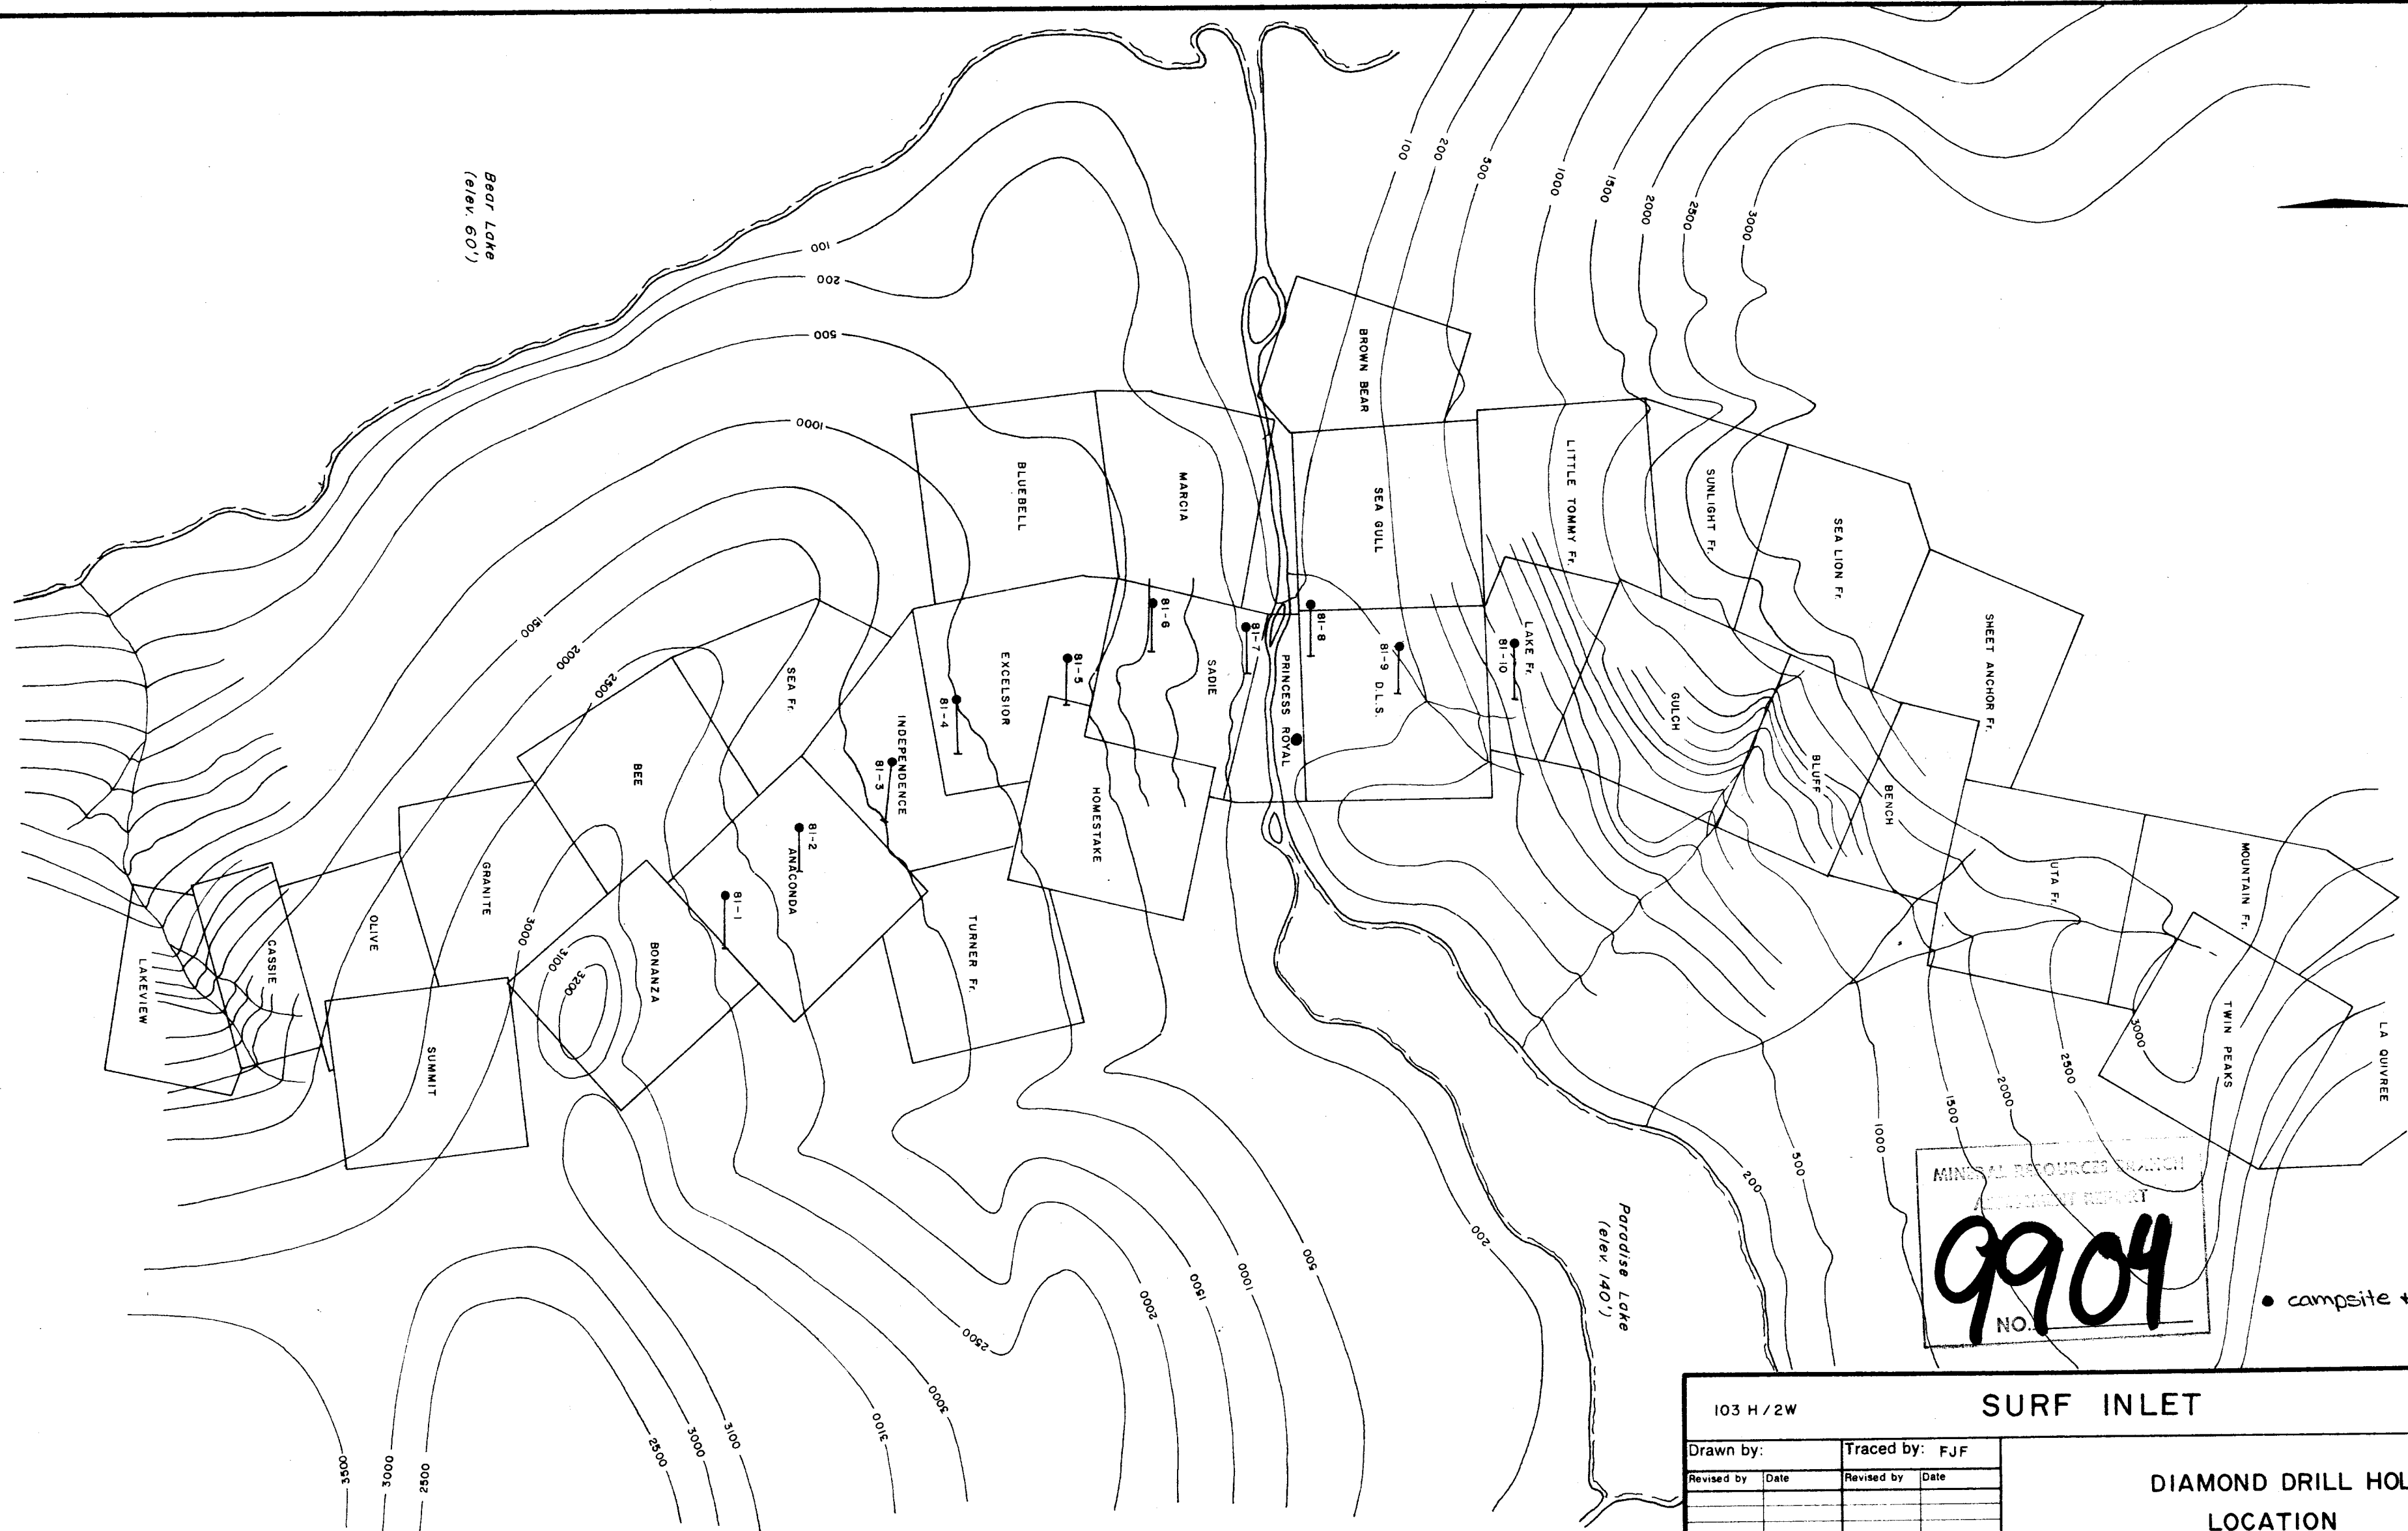 Bear Lake
(elev. 60')
100
200
500
1000
1500
2000
2500
3000
100
200
500
1000
1500
2000
2500
BROWN BEAR
BLUEBELL
MARCIA
SEA GULL
LITTLE TOMMY Fr.
SUNLIGHT Fr.
SEA LION Fr.
SHEET ANCHOR Fr.
81-6
81-7
81-8
81-9
D.L.S.
LAKE Fr.
81-10
SADIE
PRINCESS ROYAL
81-5
EXCELSIOR
81-4
SEA Fr.
INDEPENDENCE
81-3
GULCH
BLUFF
BENCH
BEE
HOMESTAKE
81-2
ANACONDA
81-1
GRANITE
OLIVE
CASSIE
LAKEVIEW
BONANZA
TURNER Fr.
SUMMIT
3000
3100
3200
UTA Fr.
MOUNTAIN Fr.
TWIN PEAKS
LA QUIVREE
3000
2500
2000
1500
1000
500
200
Paradise Lake
(elev. 140')
200
500
1000
1500
2000
2500
3000
3100
3100
3000
2500
2500
3000
3500
MINERAL RESOURCES BRANCH
ASSESSMENT REPORT
9904
NO.
campsite
103 H/2W
SURF INLET
Drawn by:
Traced by: FJF
Revised by Date Revised by Date
DIAMOND DRILL HOL
LOCATION